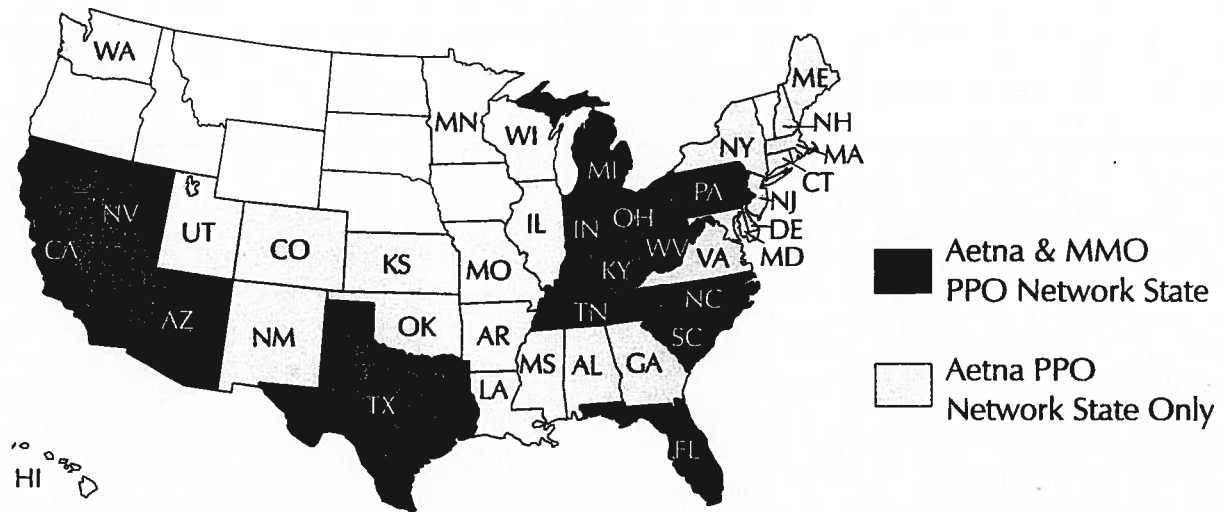 WA
ME
MN
WI
NH
NY
MI
MA
CT
PA
NJ
NV
OH
IN
IL
DE
UT
CO
WV
MD
CA
KS
MO
VA
KY
NC
AZ
TN
OK
NM
AR
SC
MS
AL
GA
LA
TX
FL
HI
Aetna & MMO
PPO Network State
Aetna PPO
Network State Only